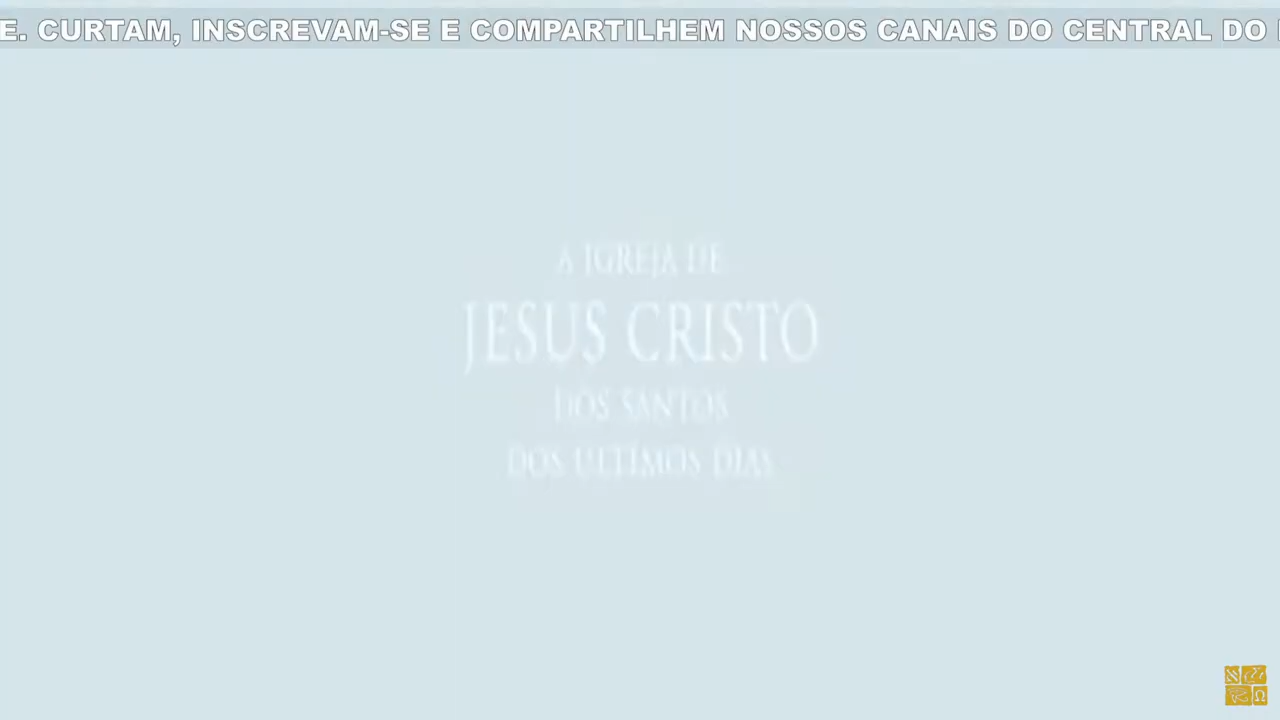 E. CURTAM, INSCREVAM-SE E COMPARTILHEM NOSSOS CANAIS DO CENTRAL DO
A IGREJA DE
JESUS CRISTO
DOS SANTOS
DOS ÚLTIMOS DIAS